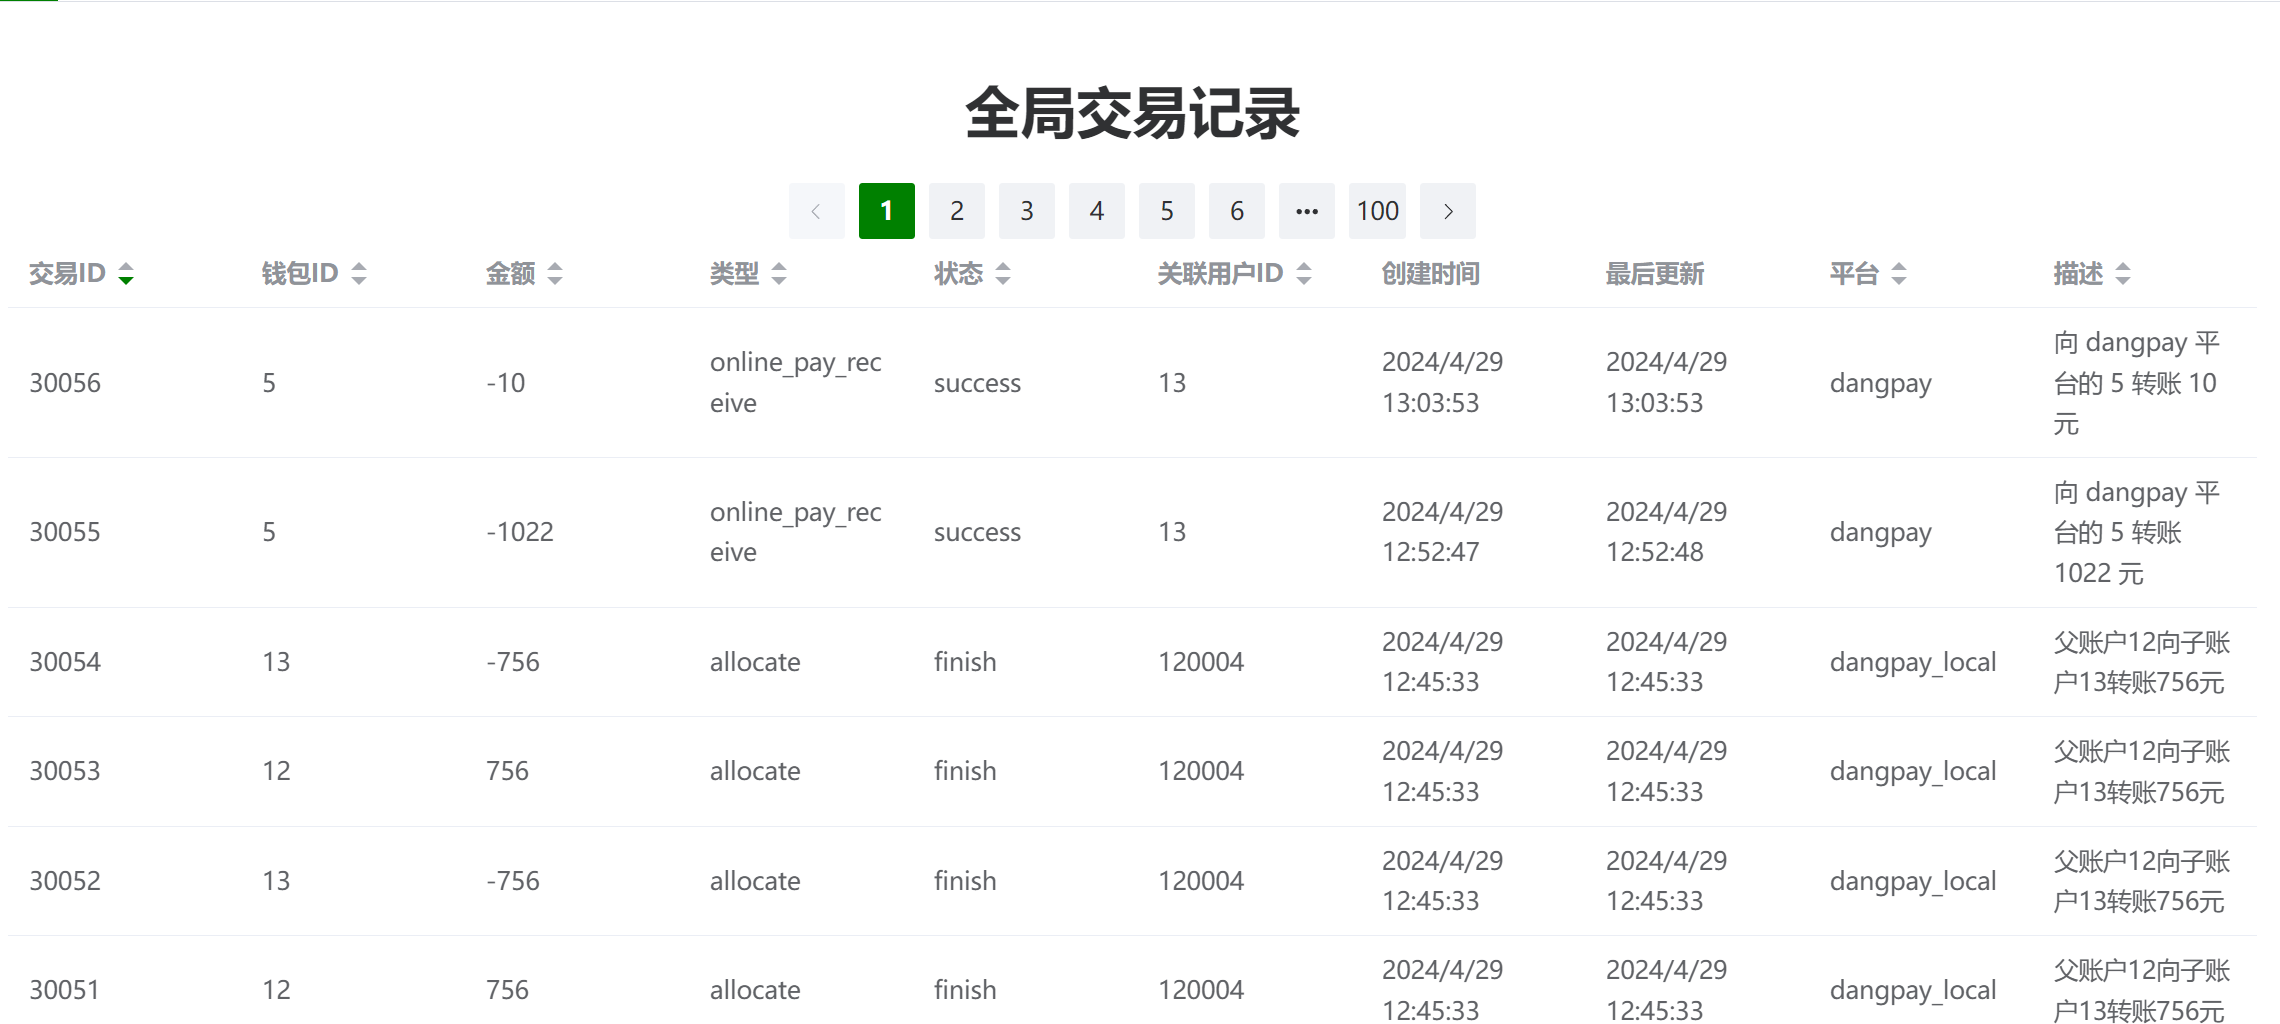 全局交易记录
1 2 3 4 5 6 ••• 100
交易ID 钱包ID 金额 类型 状态 关联用户ID 创建时间 最后更新 平台 描述
30056 5 -10 online_pay_rec
eive success 13 2024/4/29
13:03:53 2024/4/29
13:03:53 dangpay 向 dangpay 平
台的 5 转账 10
元
30055 5 -1022 online_pay_rec
eive success 13 2024/4/29
12:52:47 2024/4/29
12:52:48 dangpay 向 dangpay 平
台的 5 转账
1022 元
30054 13 -756 allocate finish 120004 2024/4/29
12:45:33 2024/4/29
12:45:33 dangpay_local 父账户12向子账
户13转账756元
30053 12 756 allocate finish 120004 2024/4/29
12:45:33 2024/4/29
12:45:33 dangpay_local 父账户12向子账
户13转账756元
30052 13 -756 allocate finish 120004 2024/4/29
12:45:33 2024/4/29
12:45:33 dangpay_local 父账户12向子账
户13转账756元
30051 12 756 allocate finish 120004 2024/4/29
12:45:33 2024/4/29
12:45:33 dangpay_local 父账户12向子账
户13转账756元